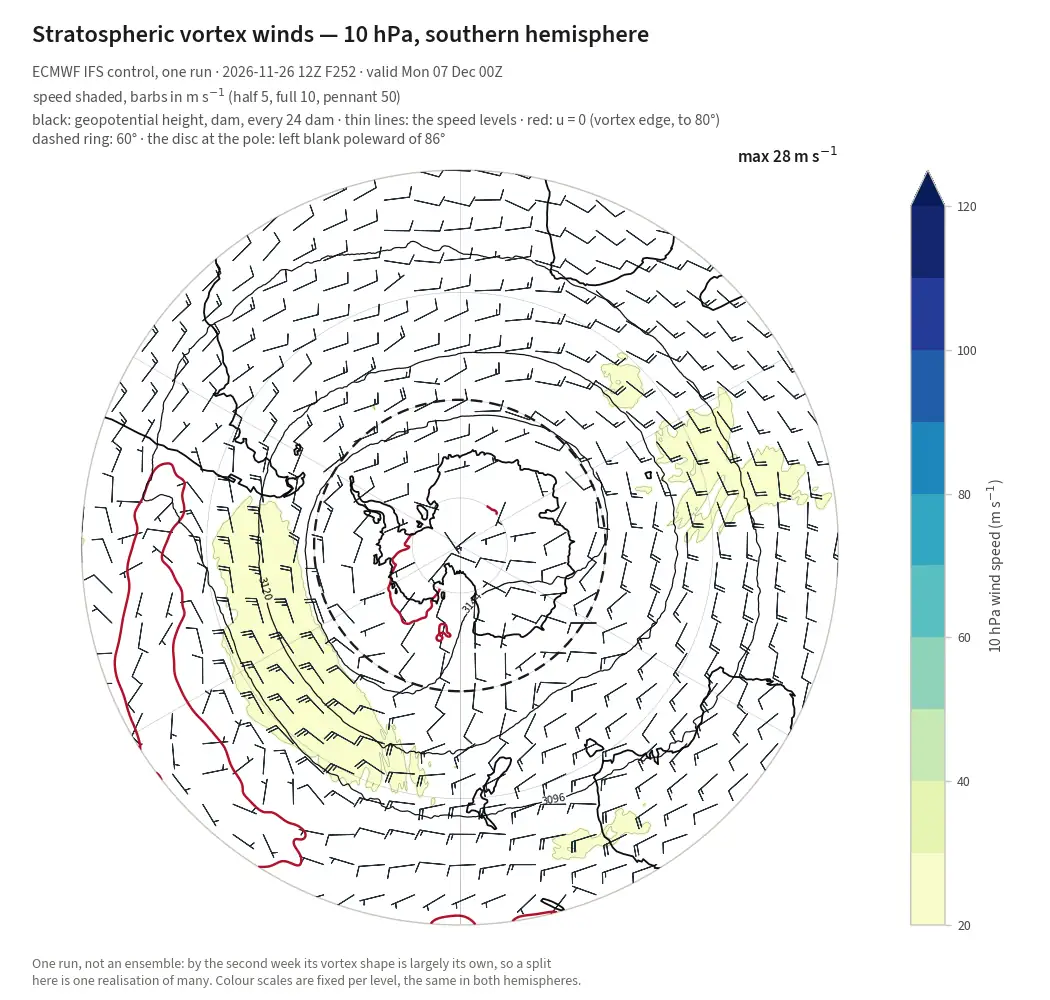 Stratospheric vortex winds — 10 hPa, southern hemisphere
ECMWF IFS control, one run · 2026-11-26 12Z F252 · valid Mon 07 Dec 00Z
speed shaded, barbs in m s⁻¹ (half 5, full 10, pennant 50)
black: geopotential height, dam, every 24 dam · thin lines: the speed levels · red: u = 0 (vortex edge, to 80°)
dashed ring: 60° · the disc at the pole: left blank poleward of 86°
max 28 m s⁻¹
120
100
80
60
40
20
10 hPa wind speed (m s⁻¹)
3120
3096
One run, not an ensemble: by the second week its vortex shape is largely its own, so a split
here is one realisation of many. Colour scales are fixed per level, the same in both hemispheres.